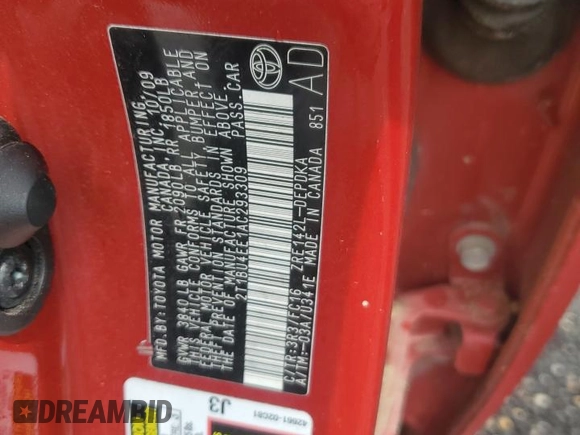 MFD.BY:TOYOTA MOTOR MANUFACTURING
CANADA, INC. 10/09
GVWR 3820LB GAWR FR 2090LB RR 1850LB
THIS VEHICLE CONFORMS TO ALL APPLICABLE
FEDERAL MOTOR VEHICLE SAFETY, BUMPER, AND
THEFT PREVENTION STANDARDS IN EFFECT ON
THE DATE OF MANUFACTURE SHOWN ABOVE.
2T1BU4EE1AC293309 PASS.CAR
C/TR:3R3/FC16 ZRE142L-DEPDKA
A/TM:-03A/U341E MADE IN CANADA 851
AD
J3
42661-02C81
DREAMBID